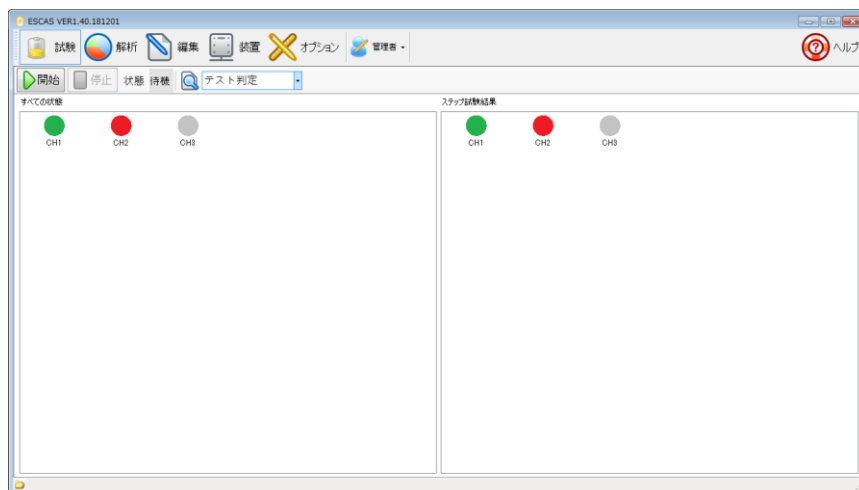 ESCAS VER1.40.181201
試験 解析 編集 装置 オプション 管理者 ヘルプ
開始 停止 状態 待機 テスト判定
すべての状態 ステップ試験結果
CH1 CH2 CH3 CH1 CH2 CH3